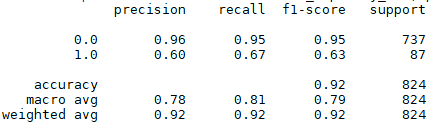 precision recall f1-score support
0.0 0.96 0.95 0.95 737
1.0 0.60 0.67 0.63 87
accuracy 0.92 824
macro avg 0.78 0.81 0.79 824
weighted avg 0.92 0.92 0.92 824